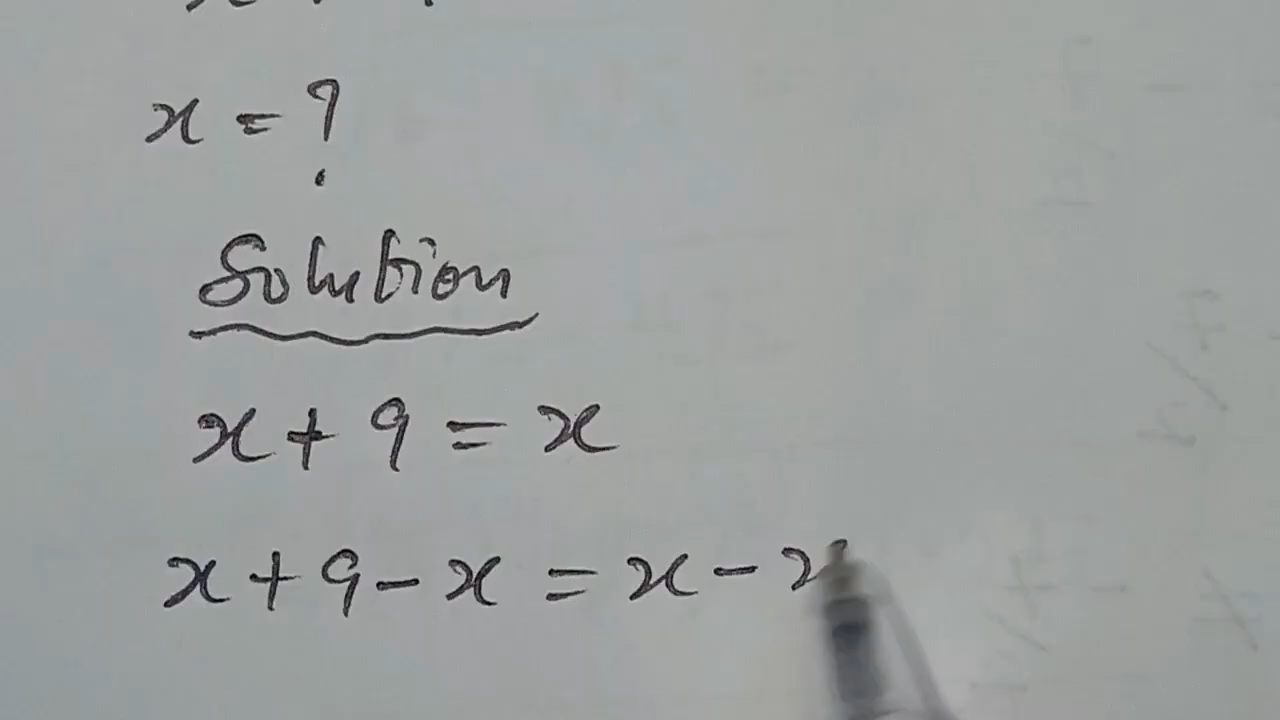 x = ?
Solution
x + 9 = x
x + 9 - x = x - x